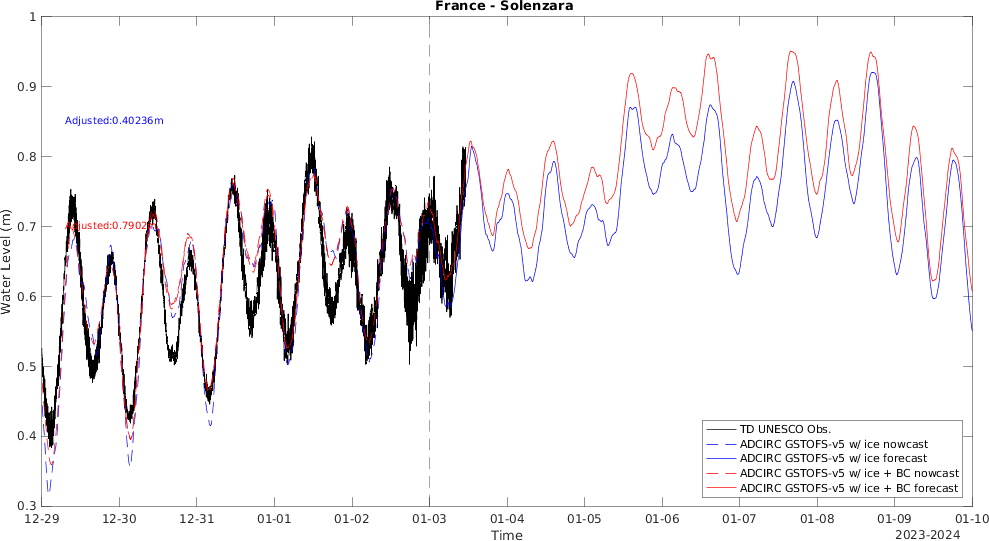 France - Solenzara
1
0.9
0.8
0.7
0.6
0.5
0.4
0.3
Water Level (m)
Adjusted:0.40236m
Adjusted:0.7902
12-29 12-30 12-31 01-01 01-02 01-03 01-04 01-05 01-06 01-07 01-08 01-09 01-10
Time
2023-2024
TD UNESCO Obs.
ADCIRC GSTOFS-v5 w/ ice nowcast
ADCIRC GSTOFS-v5 w/ ice forecast
ADCIRC GSTOFS-v5 w/ ice + BC nowcast
ADCIRC GSTOFS-v5 w/ ice + BC forecast